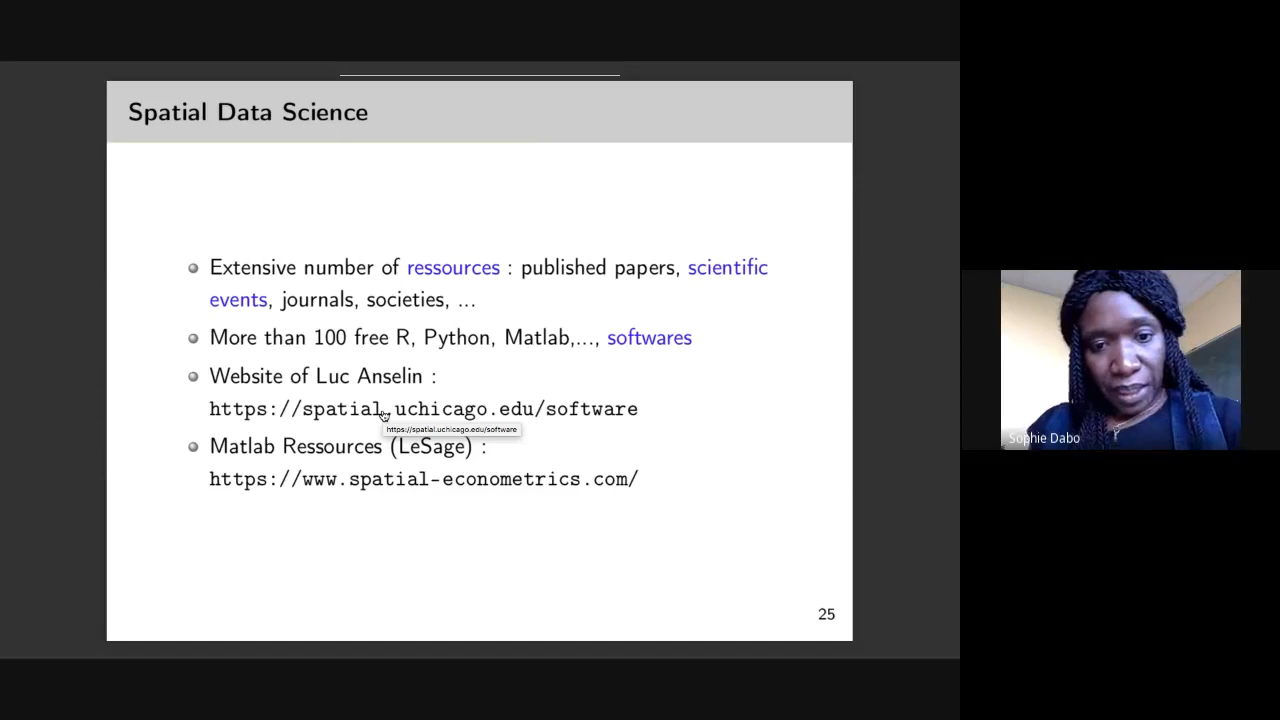 Spatial Data Science
Extensive number of ressources : published papers, scientific
events, journals, societies, ...
More than 100 free R, Python, Matlab,..., softwares
Website of Luc Anselin :
https://spatial.uchicago.edu/software
https://spatial.uchicago.edu/software
Matlab Ressources (LeSage) :
https://www.spatial-econometrics.com/
25
Sophie Dabo